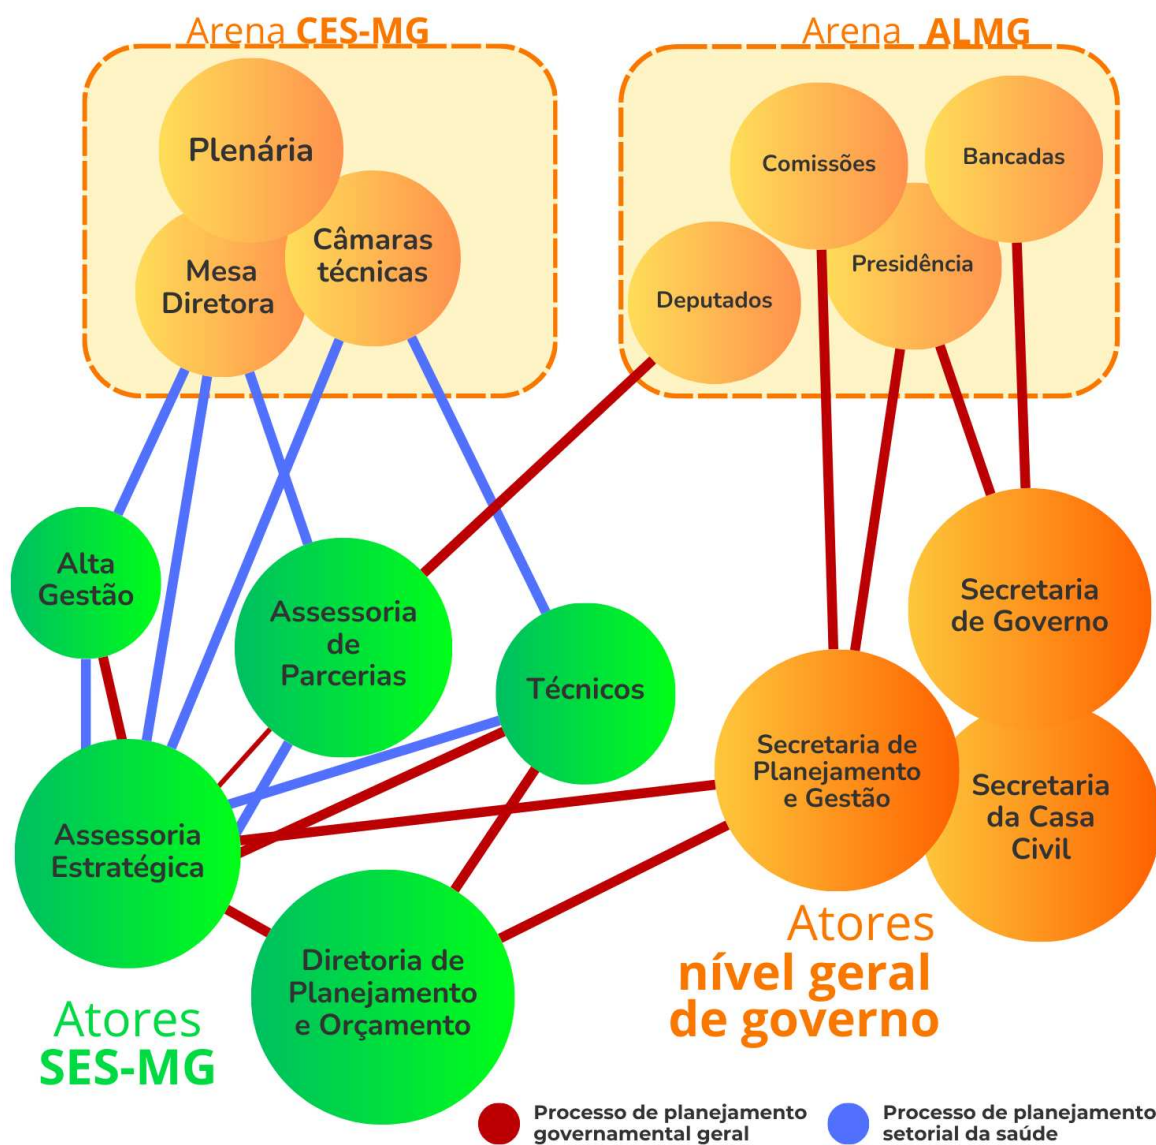 Arena CES-MG
Arena ALMG
Plenária
Câmaras
técnicas
Mesa
Diretora
Comissões
Bancadas
Presidência
Deputados
Alta
Gestão
Assessoria
de
Parcerias
Técnicos
Secretaria
de Governo
Secretaria de
Planejamento
e Gestão
Secretaria
da Casa
Civil
Assessoria
Estratégica
Diretoria de
Planejamento
e Orçamento
Atores
nível geral
de governo
Atores
SES-MG
Processo de planejamento
governamental geral
Processo de planejamento
setorial da saúde